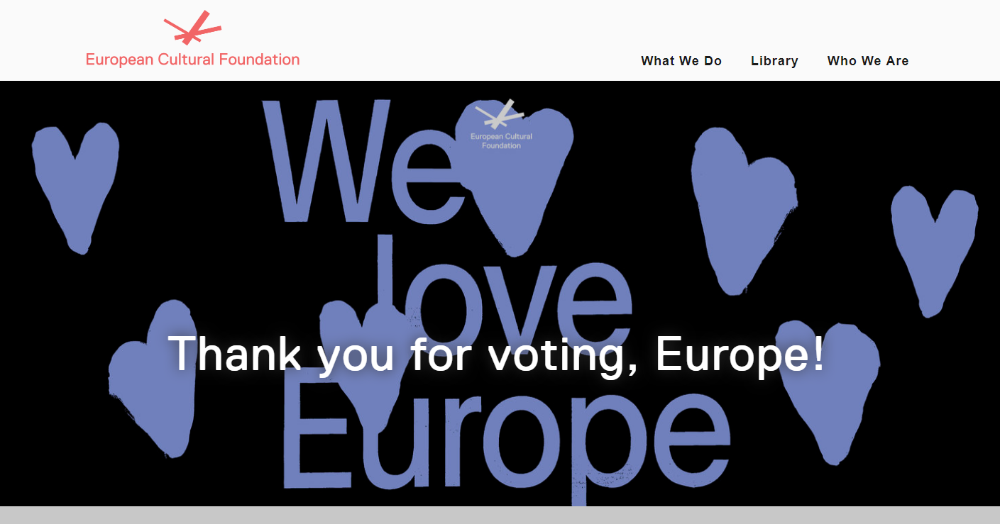 European Cultural Foundation
What We Do
Library
Who We Are
We
European Cultural
Foundation
love
Thank you for voting, Europe!
Europe